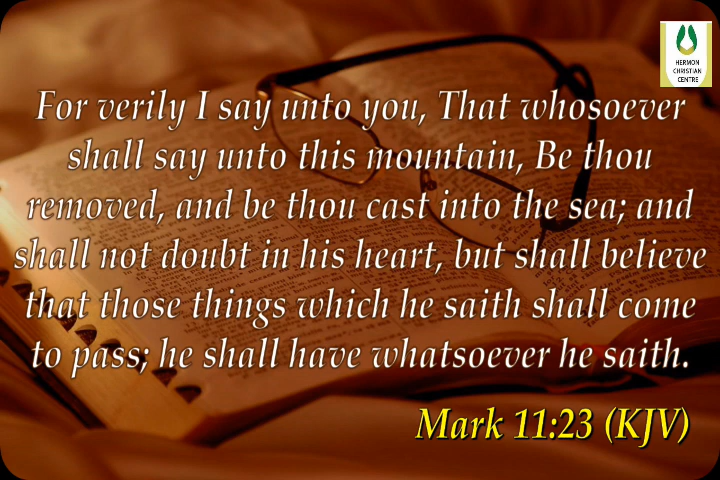 HERMON
CHRISTIAN
CENTRE
For verily I say unto you, That whosoever
shall say unto this mountain, Be thou
removed, and be thou cast into the sea; and
shall not doubt in his heart, but shall believe
that those things which he saith shall come
to pass; he shall have whatsoever he saith.
Mark 11:23 (KJV)